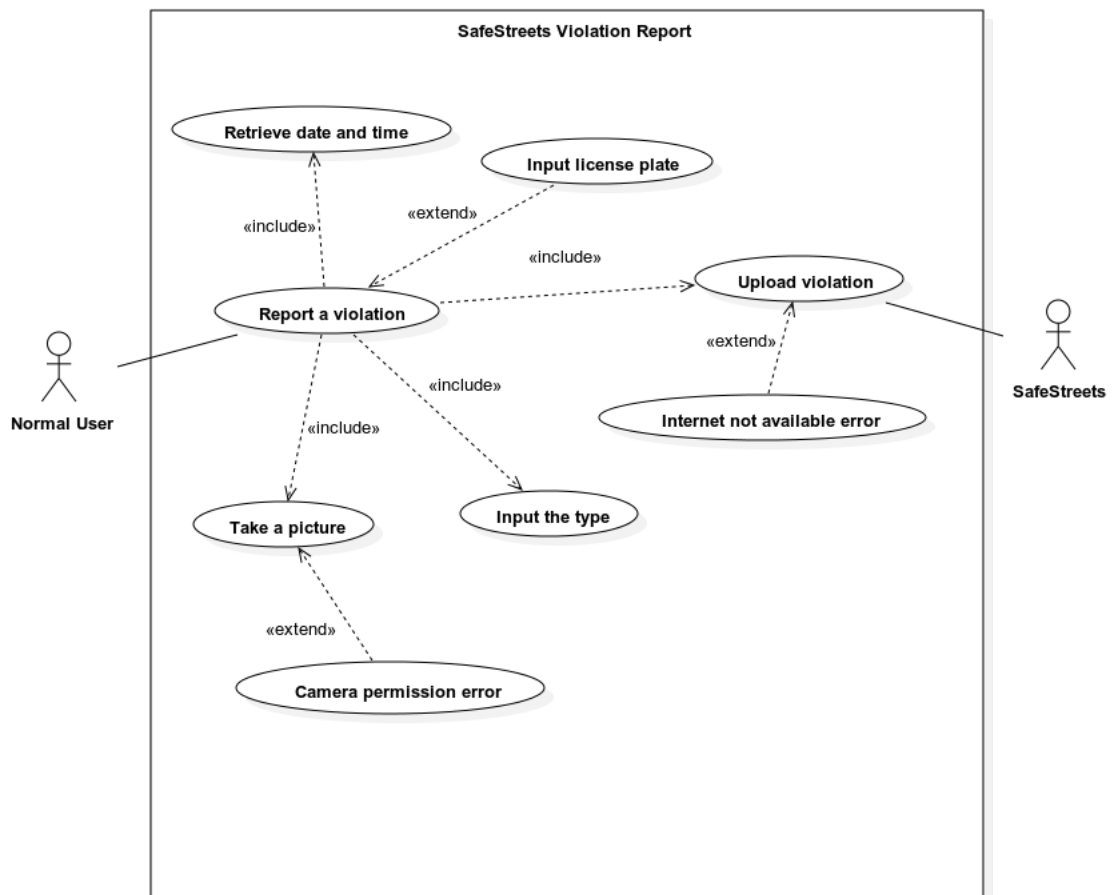 SafeStreets Violation Report
Retrieve date and time
Input license plate
«extend»
«include»
«include»
Upload violation
Report a violation
«extend»
«include»
SafeStreets
Normal User
Internet not available error
«include»
Input the type
Take a picture
«extend»
Camera permission error